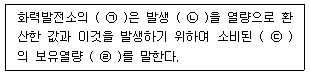 화력발전소의 ( ㉠ )은 발생 ( ㉡ )을 열량으로 환
산한 값과 이것을 발생하기 위하여 소비된 ( ㉢ )
의 보유열량 ( ㉣ )를 말한다.